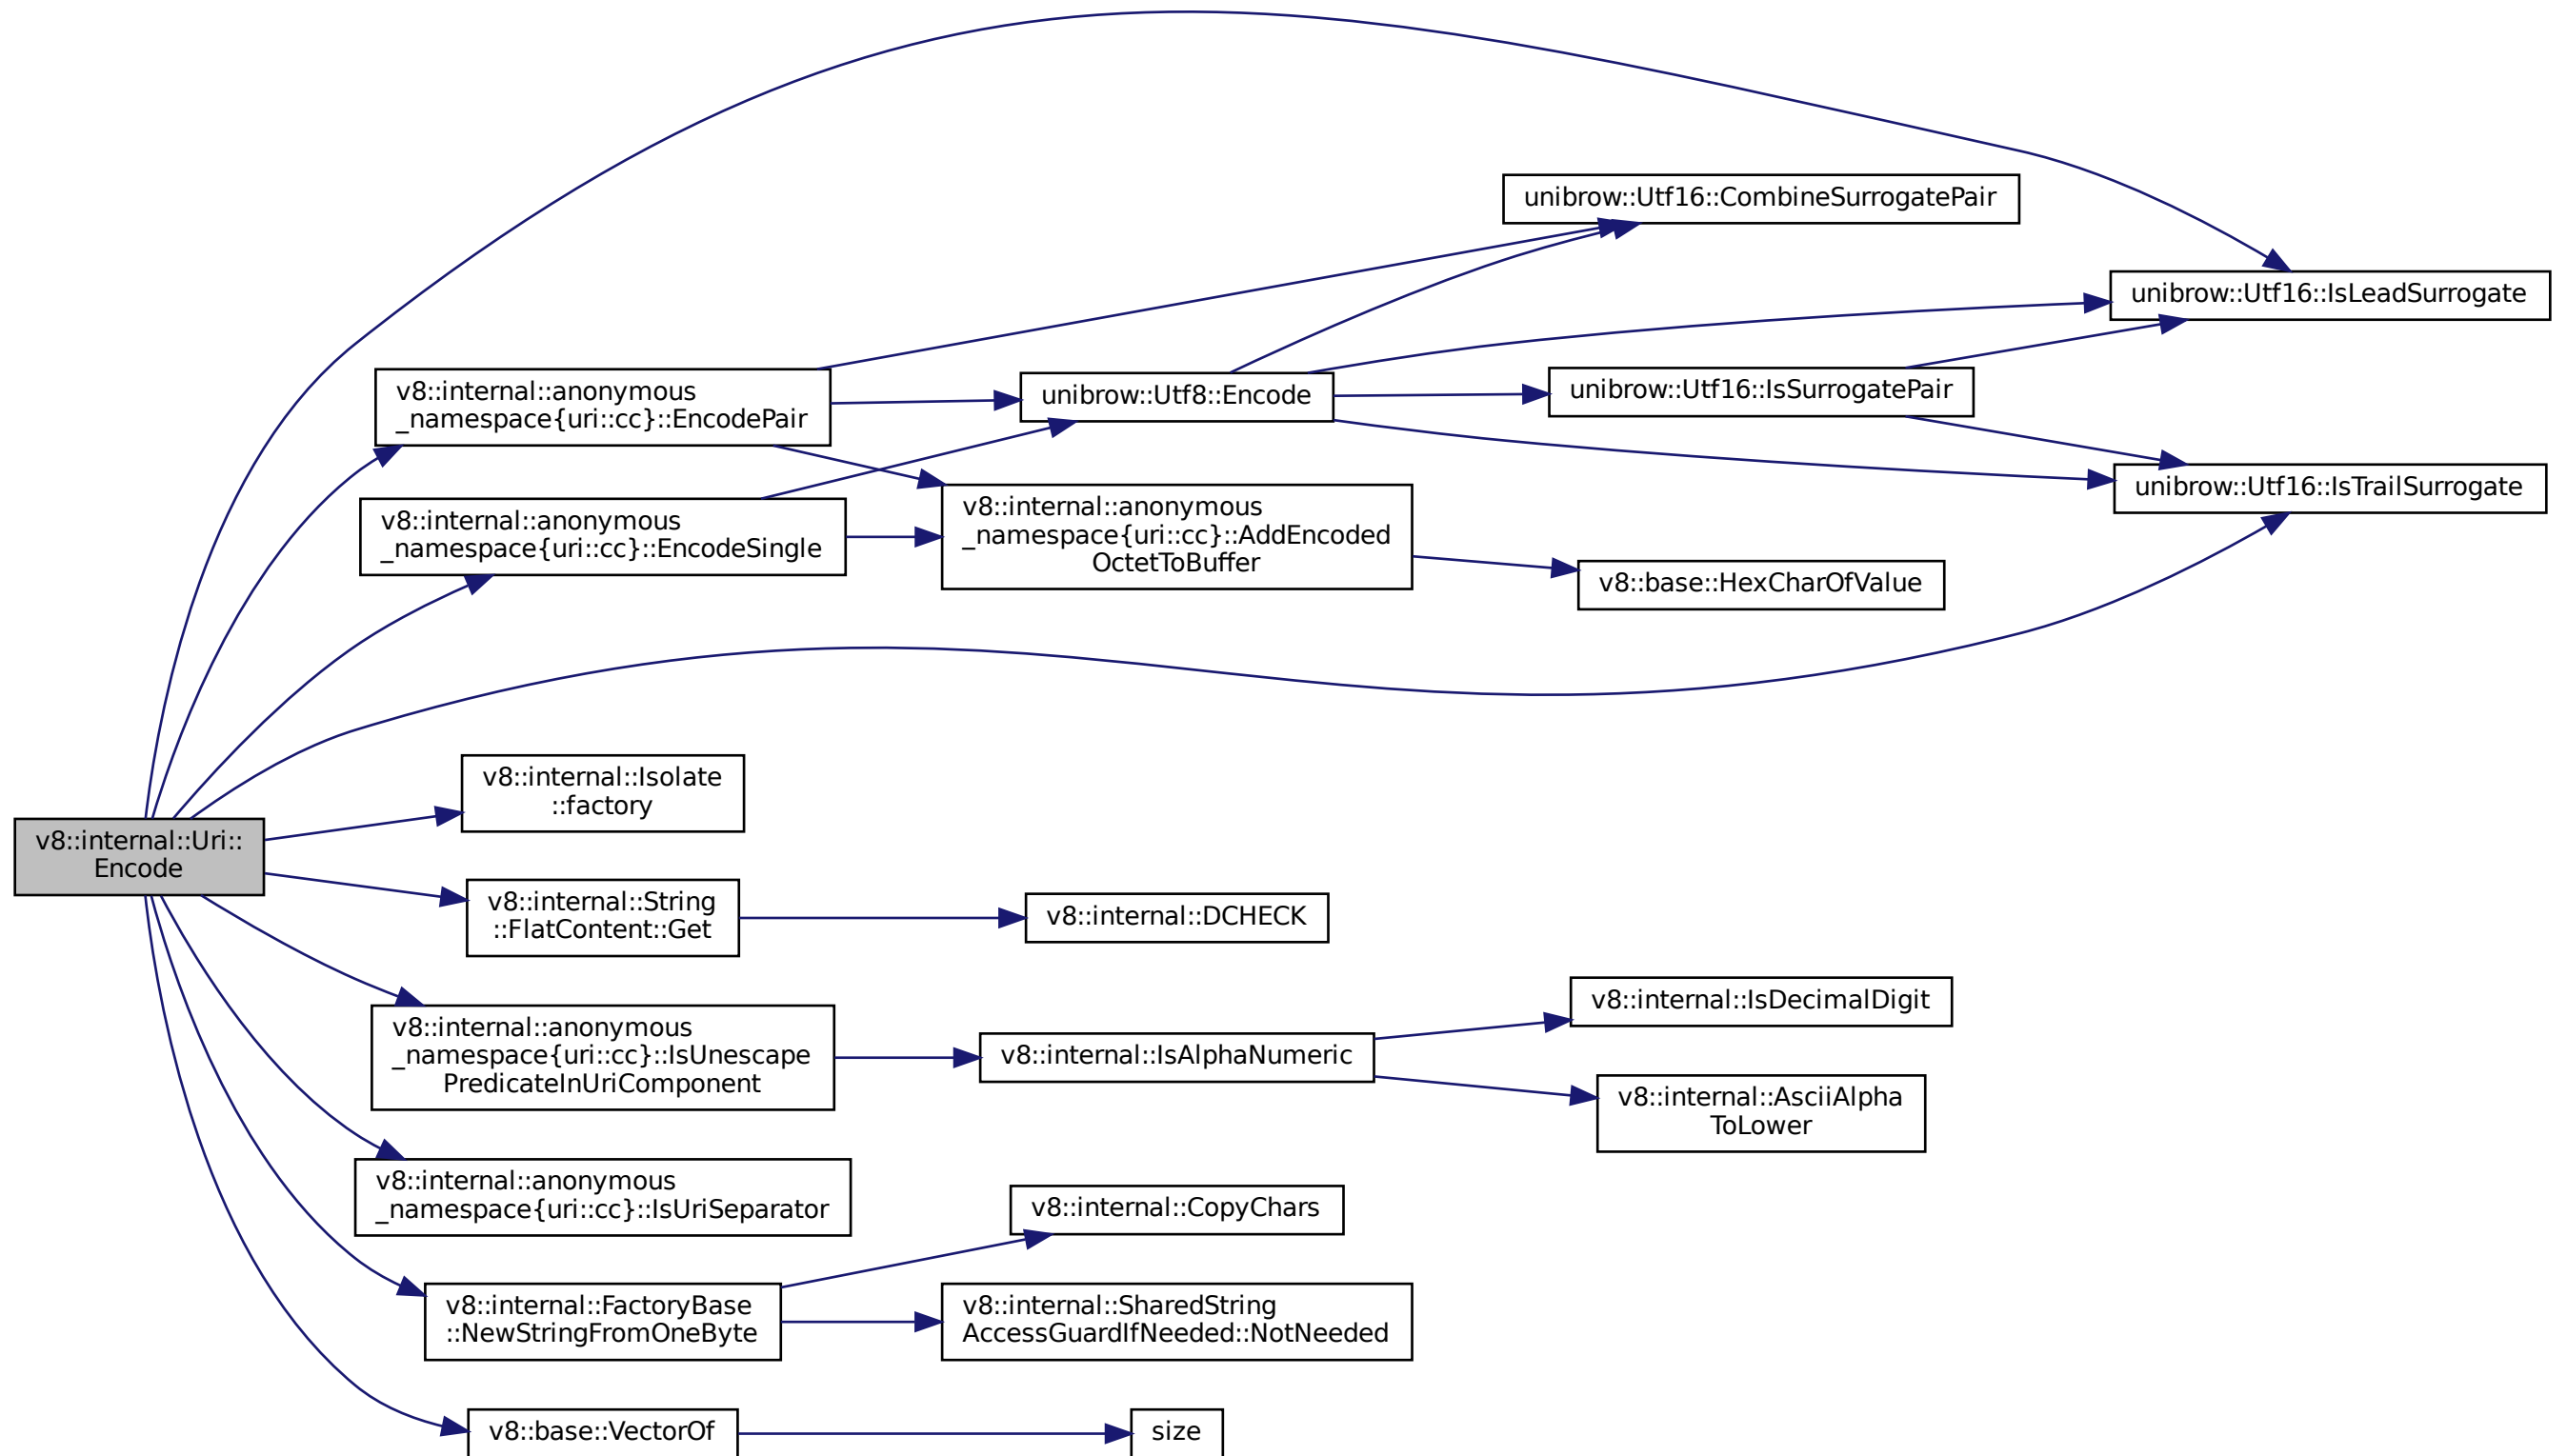 unibrow::Utf16::CombineSurrogatePair
unibrow::Utf16::IsLeadSurrogate
v8::internal::anonymous
_namespace{uri::cc}::EncodePair
unibrow::Utf8::Encode
unibrow::Utf16::IsSurrogatePair
unibrow::Utf16::IsTrailSurrogate
v8::internal::anonymous
_namespace{uri::cc}::EncodeSingle
v8::internal::anonymous
_namespace{uri::cc}::AddEncoded
OctetToBuffer
v8::base::HexCharOfValue
v8::internal::Isolate
::factory
v8::internal::Uri::
Encode
v8::internal::String
::FlatContent::Get
v8::internal::DCHECK
v8::internal::anonymous
_namespace{uri::cc}::IsUnescape
PredicateInUriComponent
v8::internal::IsAlphaNumeric
v8::internal::IsDecimalDigit
v8::internal::AsciiAlpha
ToLower
v8::internal::anonymous
_namespace{uri::cc}::IsUriSeparator
v8::internal::CopyChars
v8::internal::FactoryBase
::NewStringFromOneByte
v8::internal::SharedString
AccessGuardIfNeeded::NotNeeded
v8::base::VectorOf
size